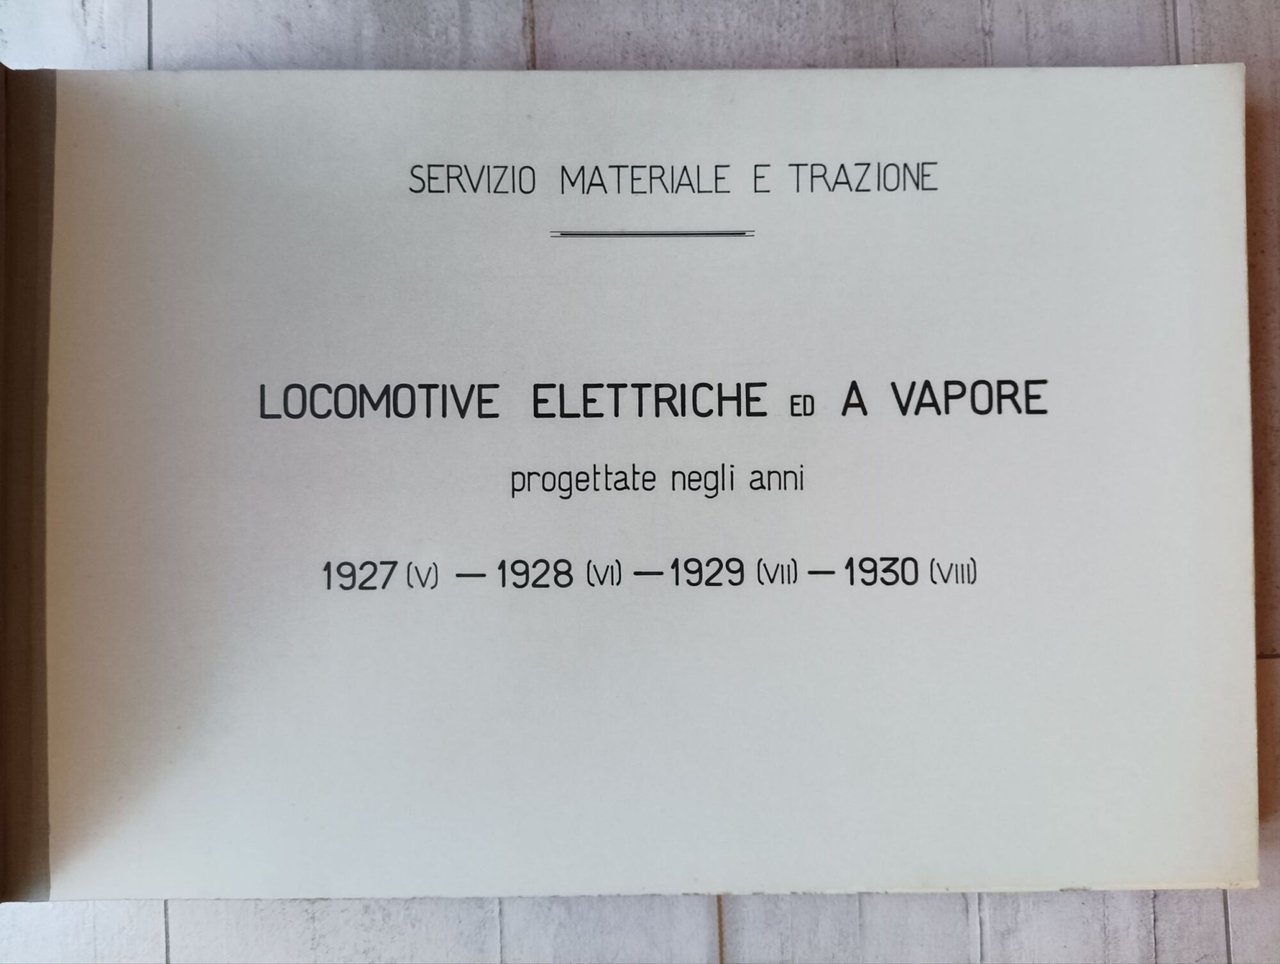 SERVIZIO MATERIALE E TRAZIONE
LOCOMOTIVE ELETTRICHE ED A VAPORE
progettate negli anni
1927 (V) — 1928 (VI) — 1929 (VII) — 1930 (VIII)